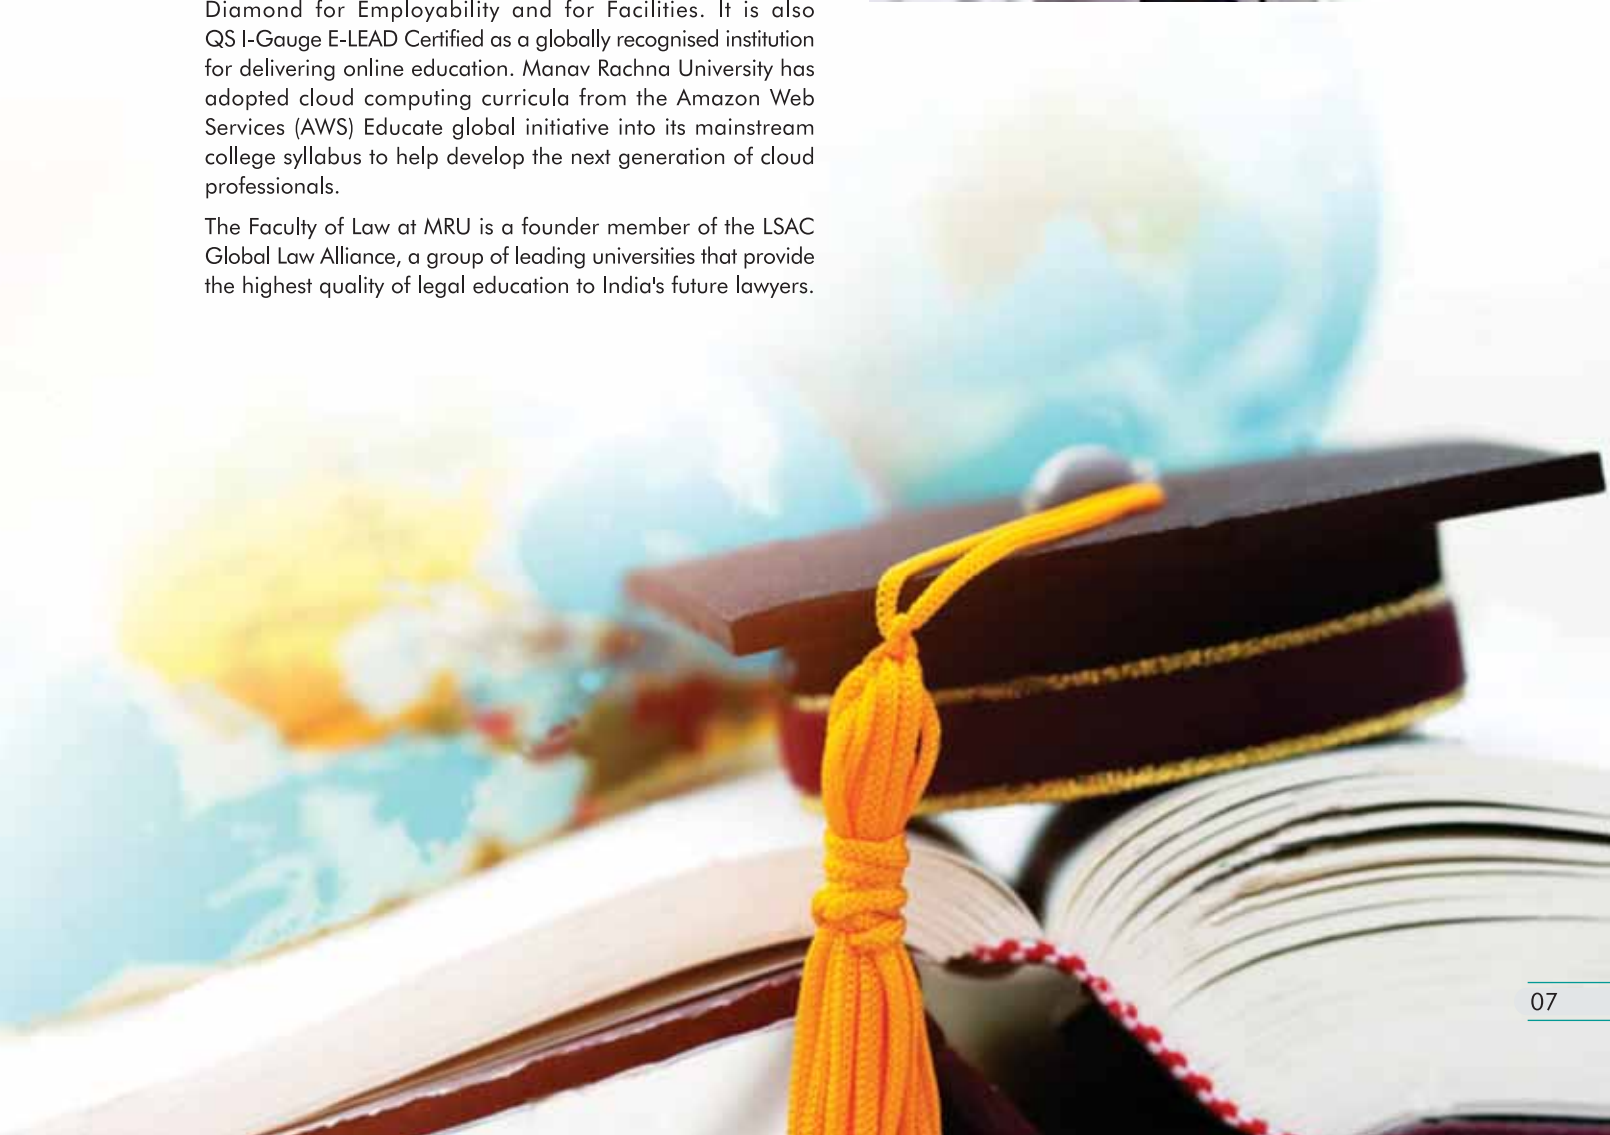 Diamond for Employability and for Facilities. It is also
QS I-Gauge E-LEAD Certified as a globally recognised institution
for delivering online education. Manav Rachna University has
adopted cloud computing curricula from the Amazon Web
Services (AWS) Educate global initiative into its mainstream
college syllabus to help develop the next generation of cloud
professionals.
The Faculty of Law at MRU is a founder member of the LSAC
Global Law Alliance, a group of leading universities that provide
the highest quality of legal education to India's future lawyers.
07